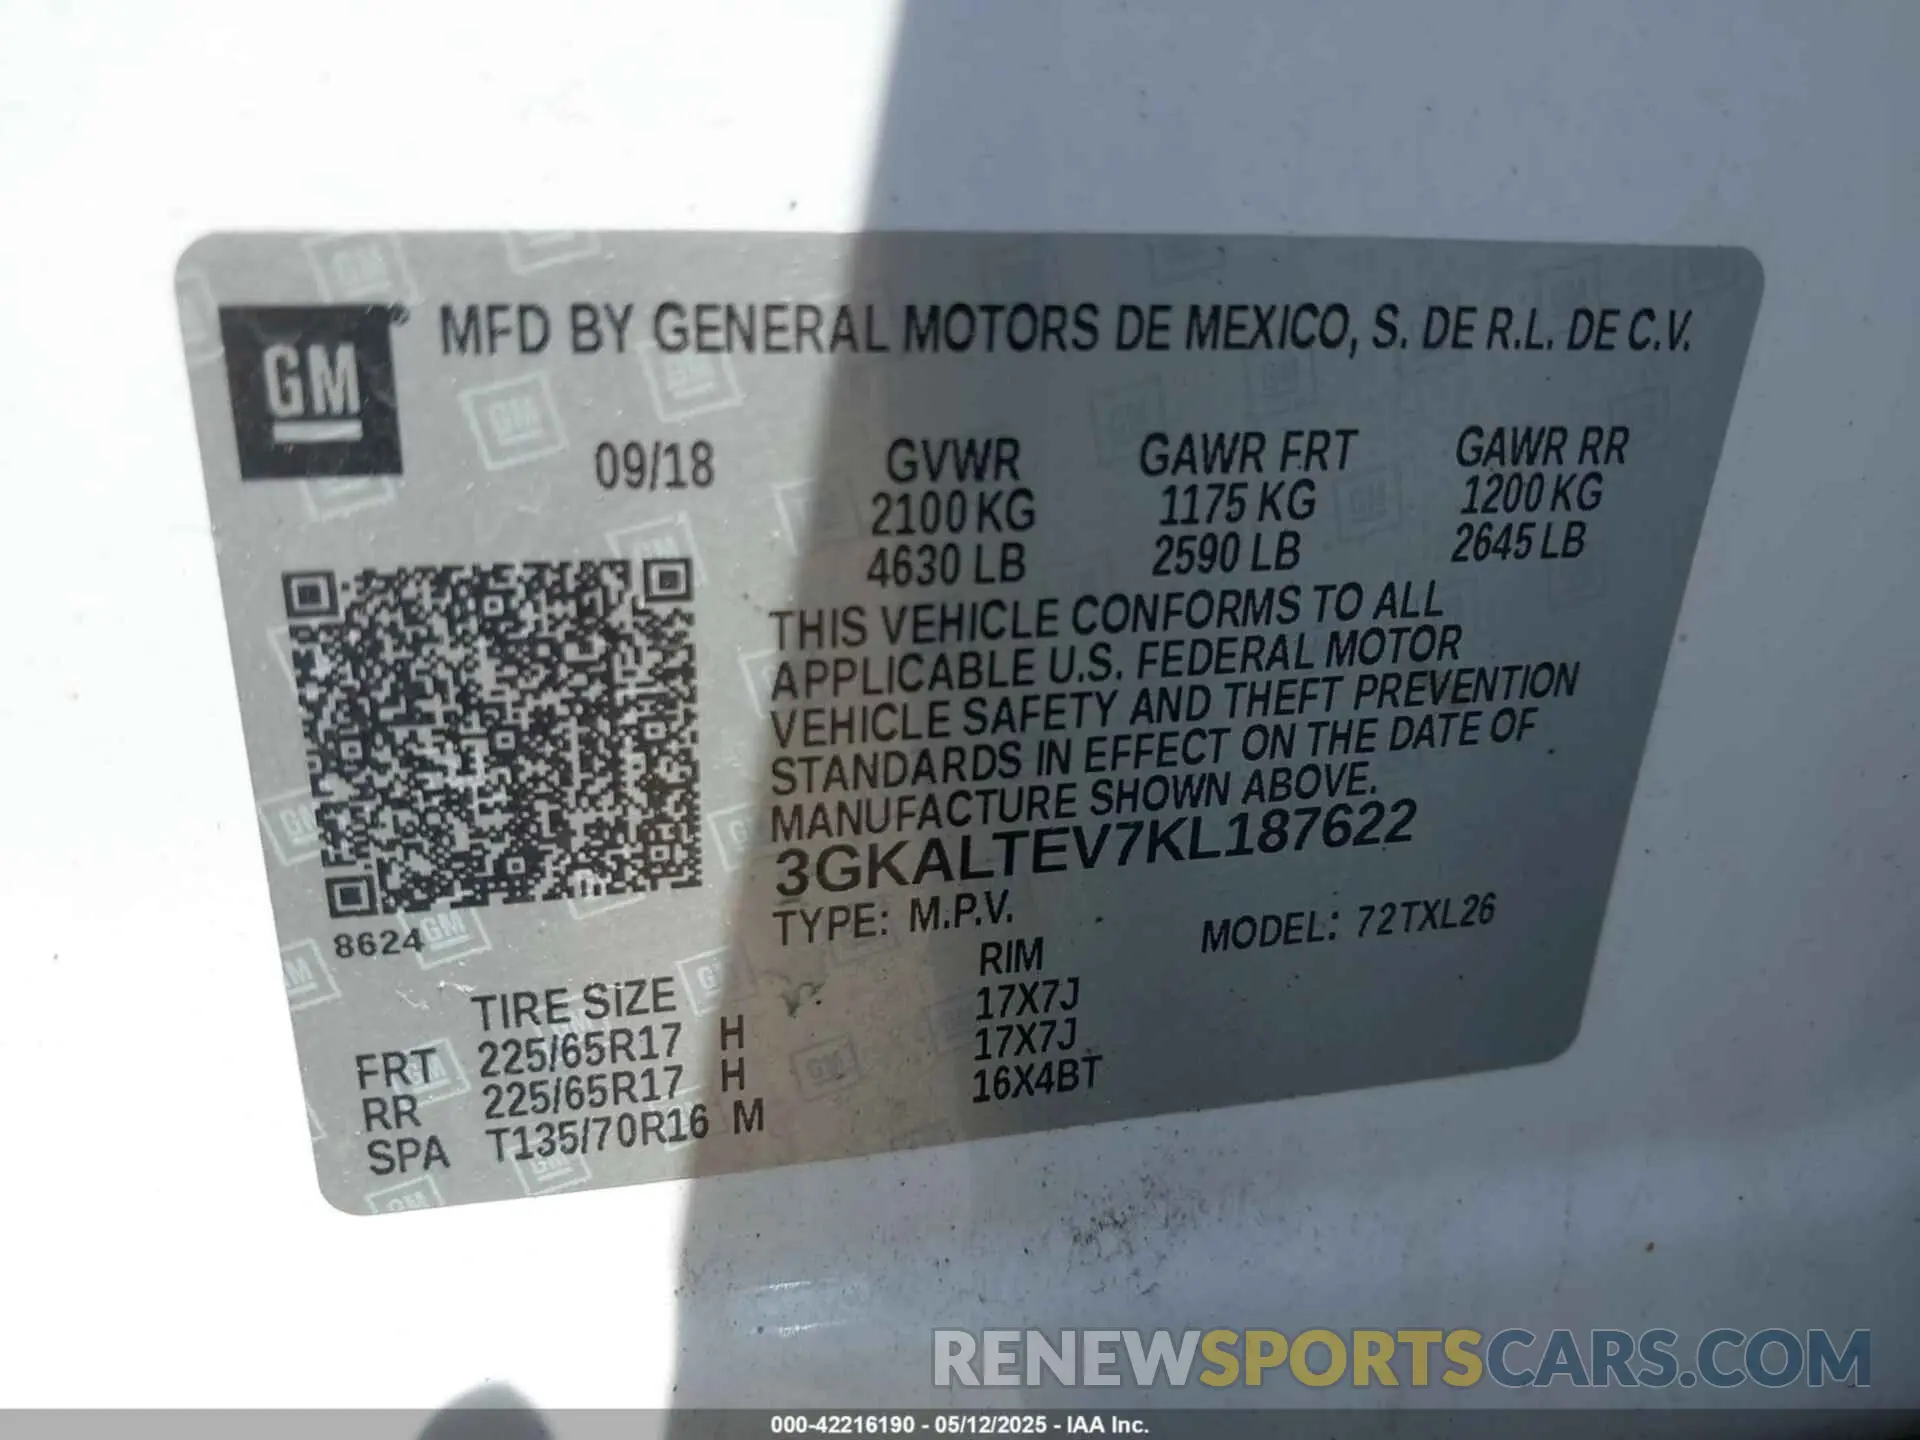 GM
MFD BY GENERAL MOTORS DE MEXICO, S. DE R.L. DE C.V.
09/18
GVWR GAWR FRT GAWR RR
2100 KG 1175 KG 1200 KG
4630 LB 2590 LB 2645 LB
THIS VEHICLE CONFORMS TO ALL
APPLICABLE U.S. FEDERAL MOTOR
VEHICLE SAFETY AND THEFT PREVENTION
STANDARDS IN EFFECT ON THE DATE OF
MANUFACTURE SHOWN ABOVE.
3GKALTEV7KL187622
TYPE: M.P.V. MODEL: 72TXL26
8624
TIRE SIZE RIM
FRT 225/65R17 H 17X7J
RR 225/65R17 H 17X7J
SPA T135/70R16 M 16X4BT
RENEWSPORTSCARS.COM
000-42216190 - 05/12/2025 - IAA Inc.